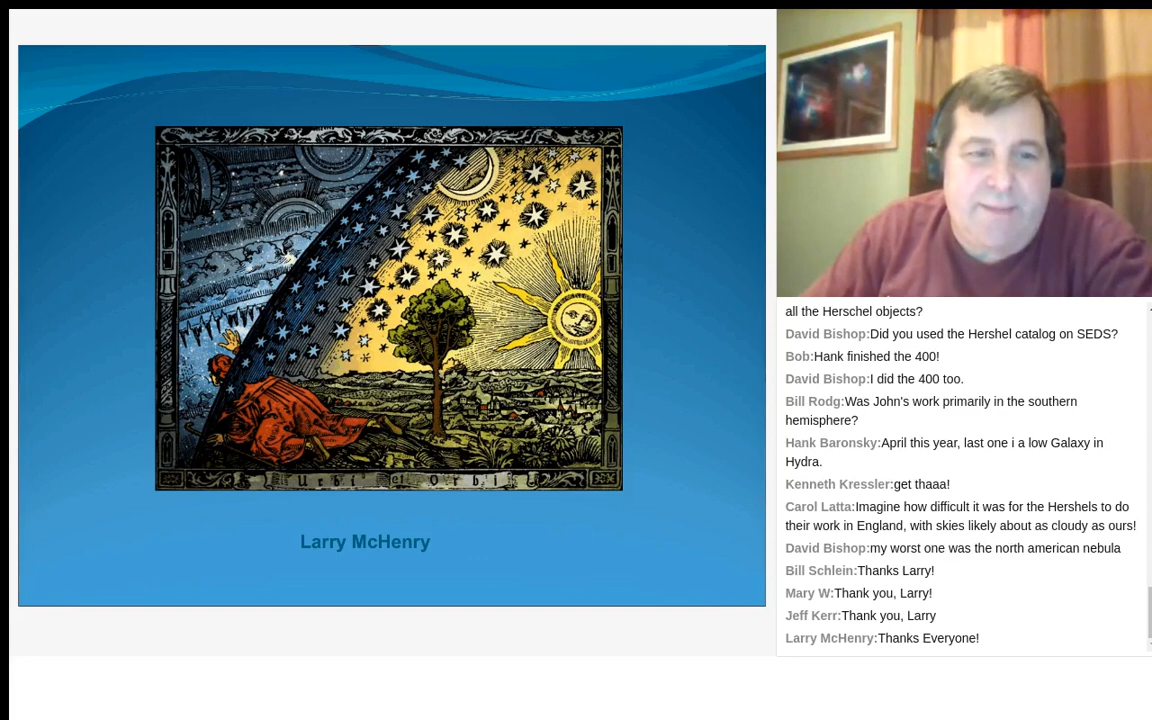 Urbi et Orbi
Larry McHenry
all the Herschel objects?
David Bishop:Did you used the Hershel catalog on SEDS?
Bob:Hank finished the 400!
David Bishop:I did the 400 too.
Bill Rodg:Was John's work primarily in the southern
hemisphere?
Hank Baronsky:April this year, last one i a low Galaxy in
Hydra.
Kenneth Kressler:get thaaa!
Carol Latta:Imagine how difficult it was for the Hershels to do
their work in England, with skies likely about as cloudy as ours!
David Bishop:my worst one was the north american nebula
Bill Schlein:Thanks Larry!
Mary W:Thank you, Larry!
Jeff Kerr:Thank you, Larry
Larry McHenry:Thanks Everyone!